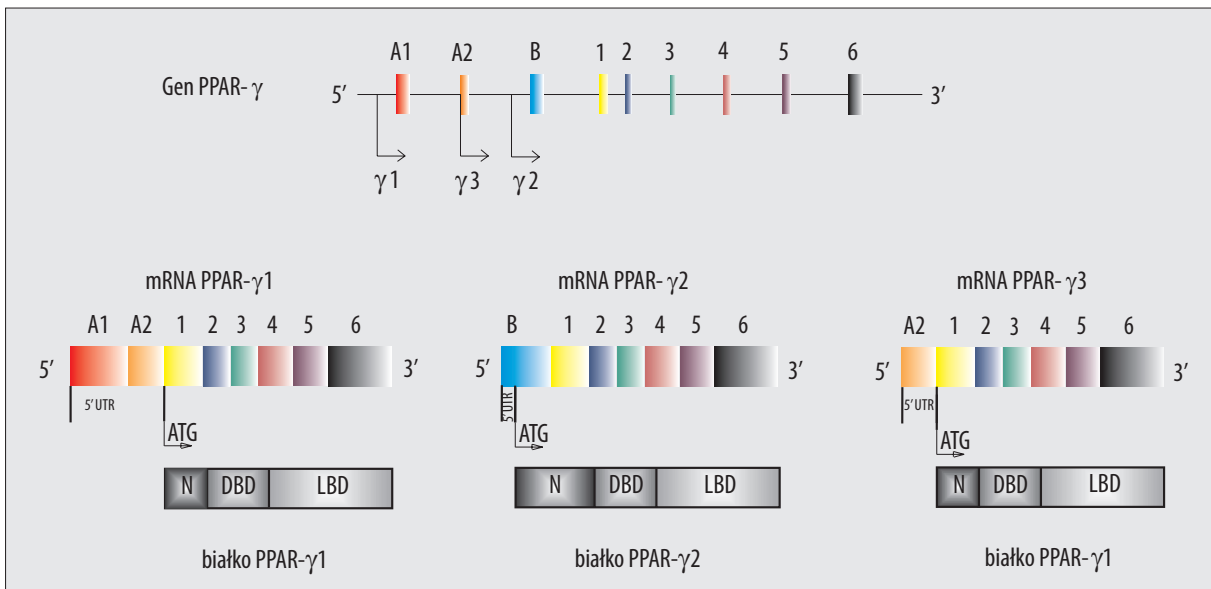 A1 A2 B 1 2 3 4 5 6
Gen PPAR- γ 5’ 3’
γ1 γ3 γ2
mRNA PPAR-γ1 mRNA PPAR- γ2 mRNA PPAR-γ3
A1 A2 1 2 3 4 5 6 B 1 2 3 4 5 6 A2 1 2 3 4 5 6
5’ 3’ 5’ 3’ 5’ 3’
5’ UTR 5’ UTR 5’ UTR
ATG ATG ATG
N DBD LBD N DBD LBD N DBD LBD
białko PPAR-γ1 białko PPAR-γ2 białko PPAR-γ1